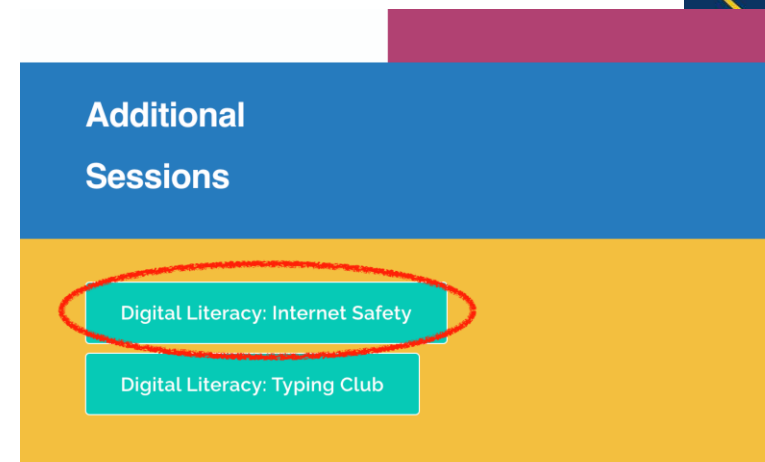 Additional
Sessions
Digital Literacy: Internet Safety
Digital Literacy: Typing Club